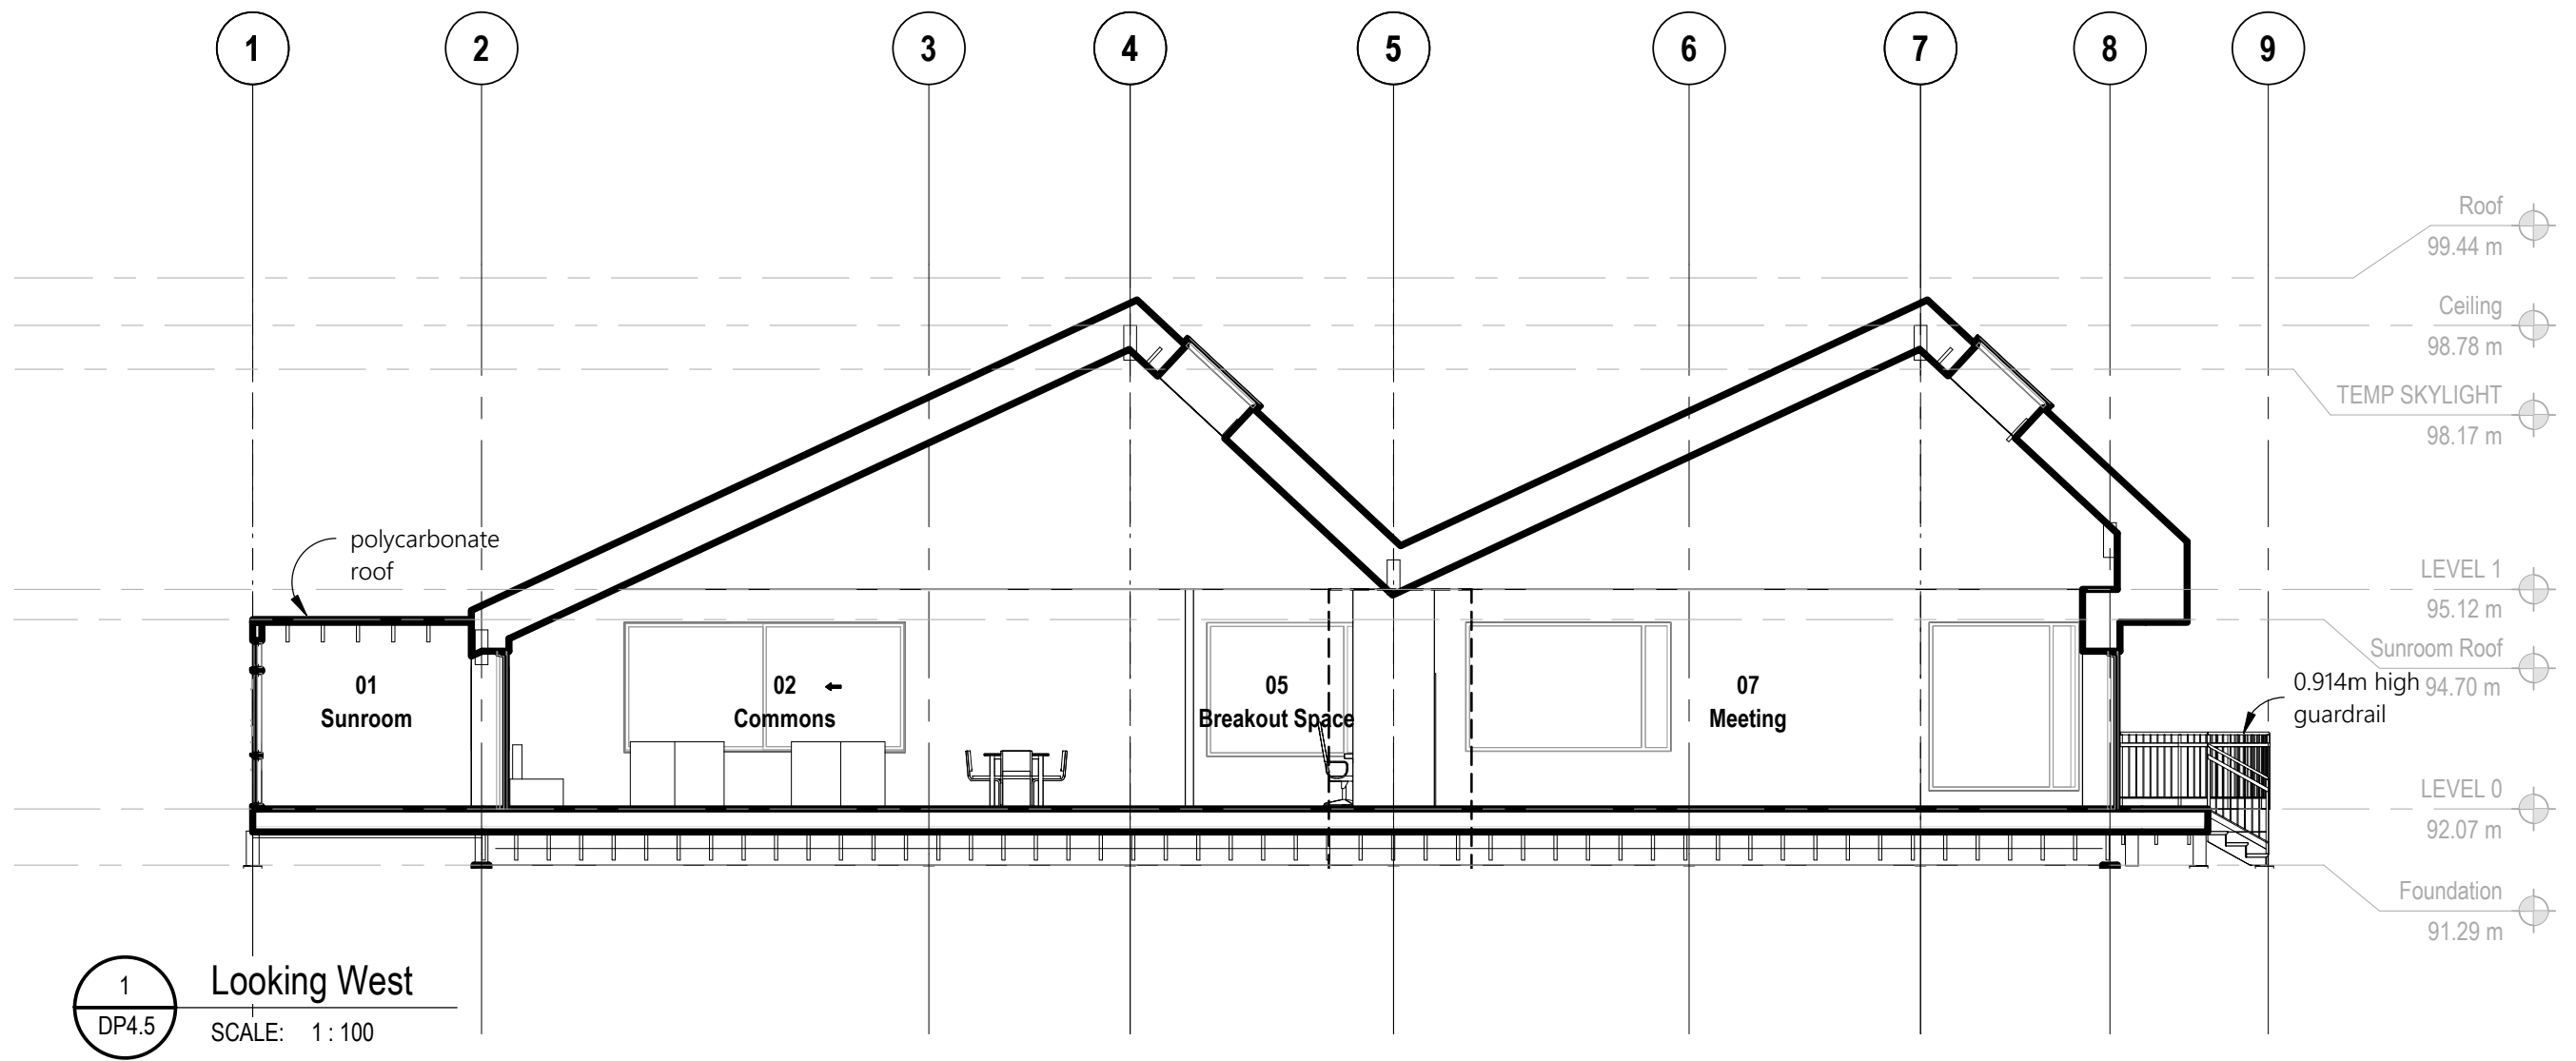 1 2 3 4 5 6 7 8 9
Roof
99.44 m
Ceiling
98.78 m
TEMP SKYLIGHT
98.17 m
polycarbonate
roof
LEVEL 1
95.12 m
Sunroom Roof
94.70 m
0.914m high
guardrail
01
Sunroom
02
Commons
05
Breakout Space
07
Meeting
LEVEL 0
92.07 m
Foundation
91.29 m
1
DP4.5
Looking West
SCALE: 1 : 100